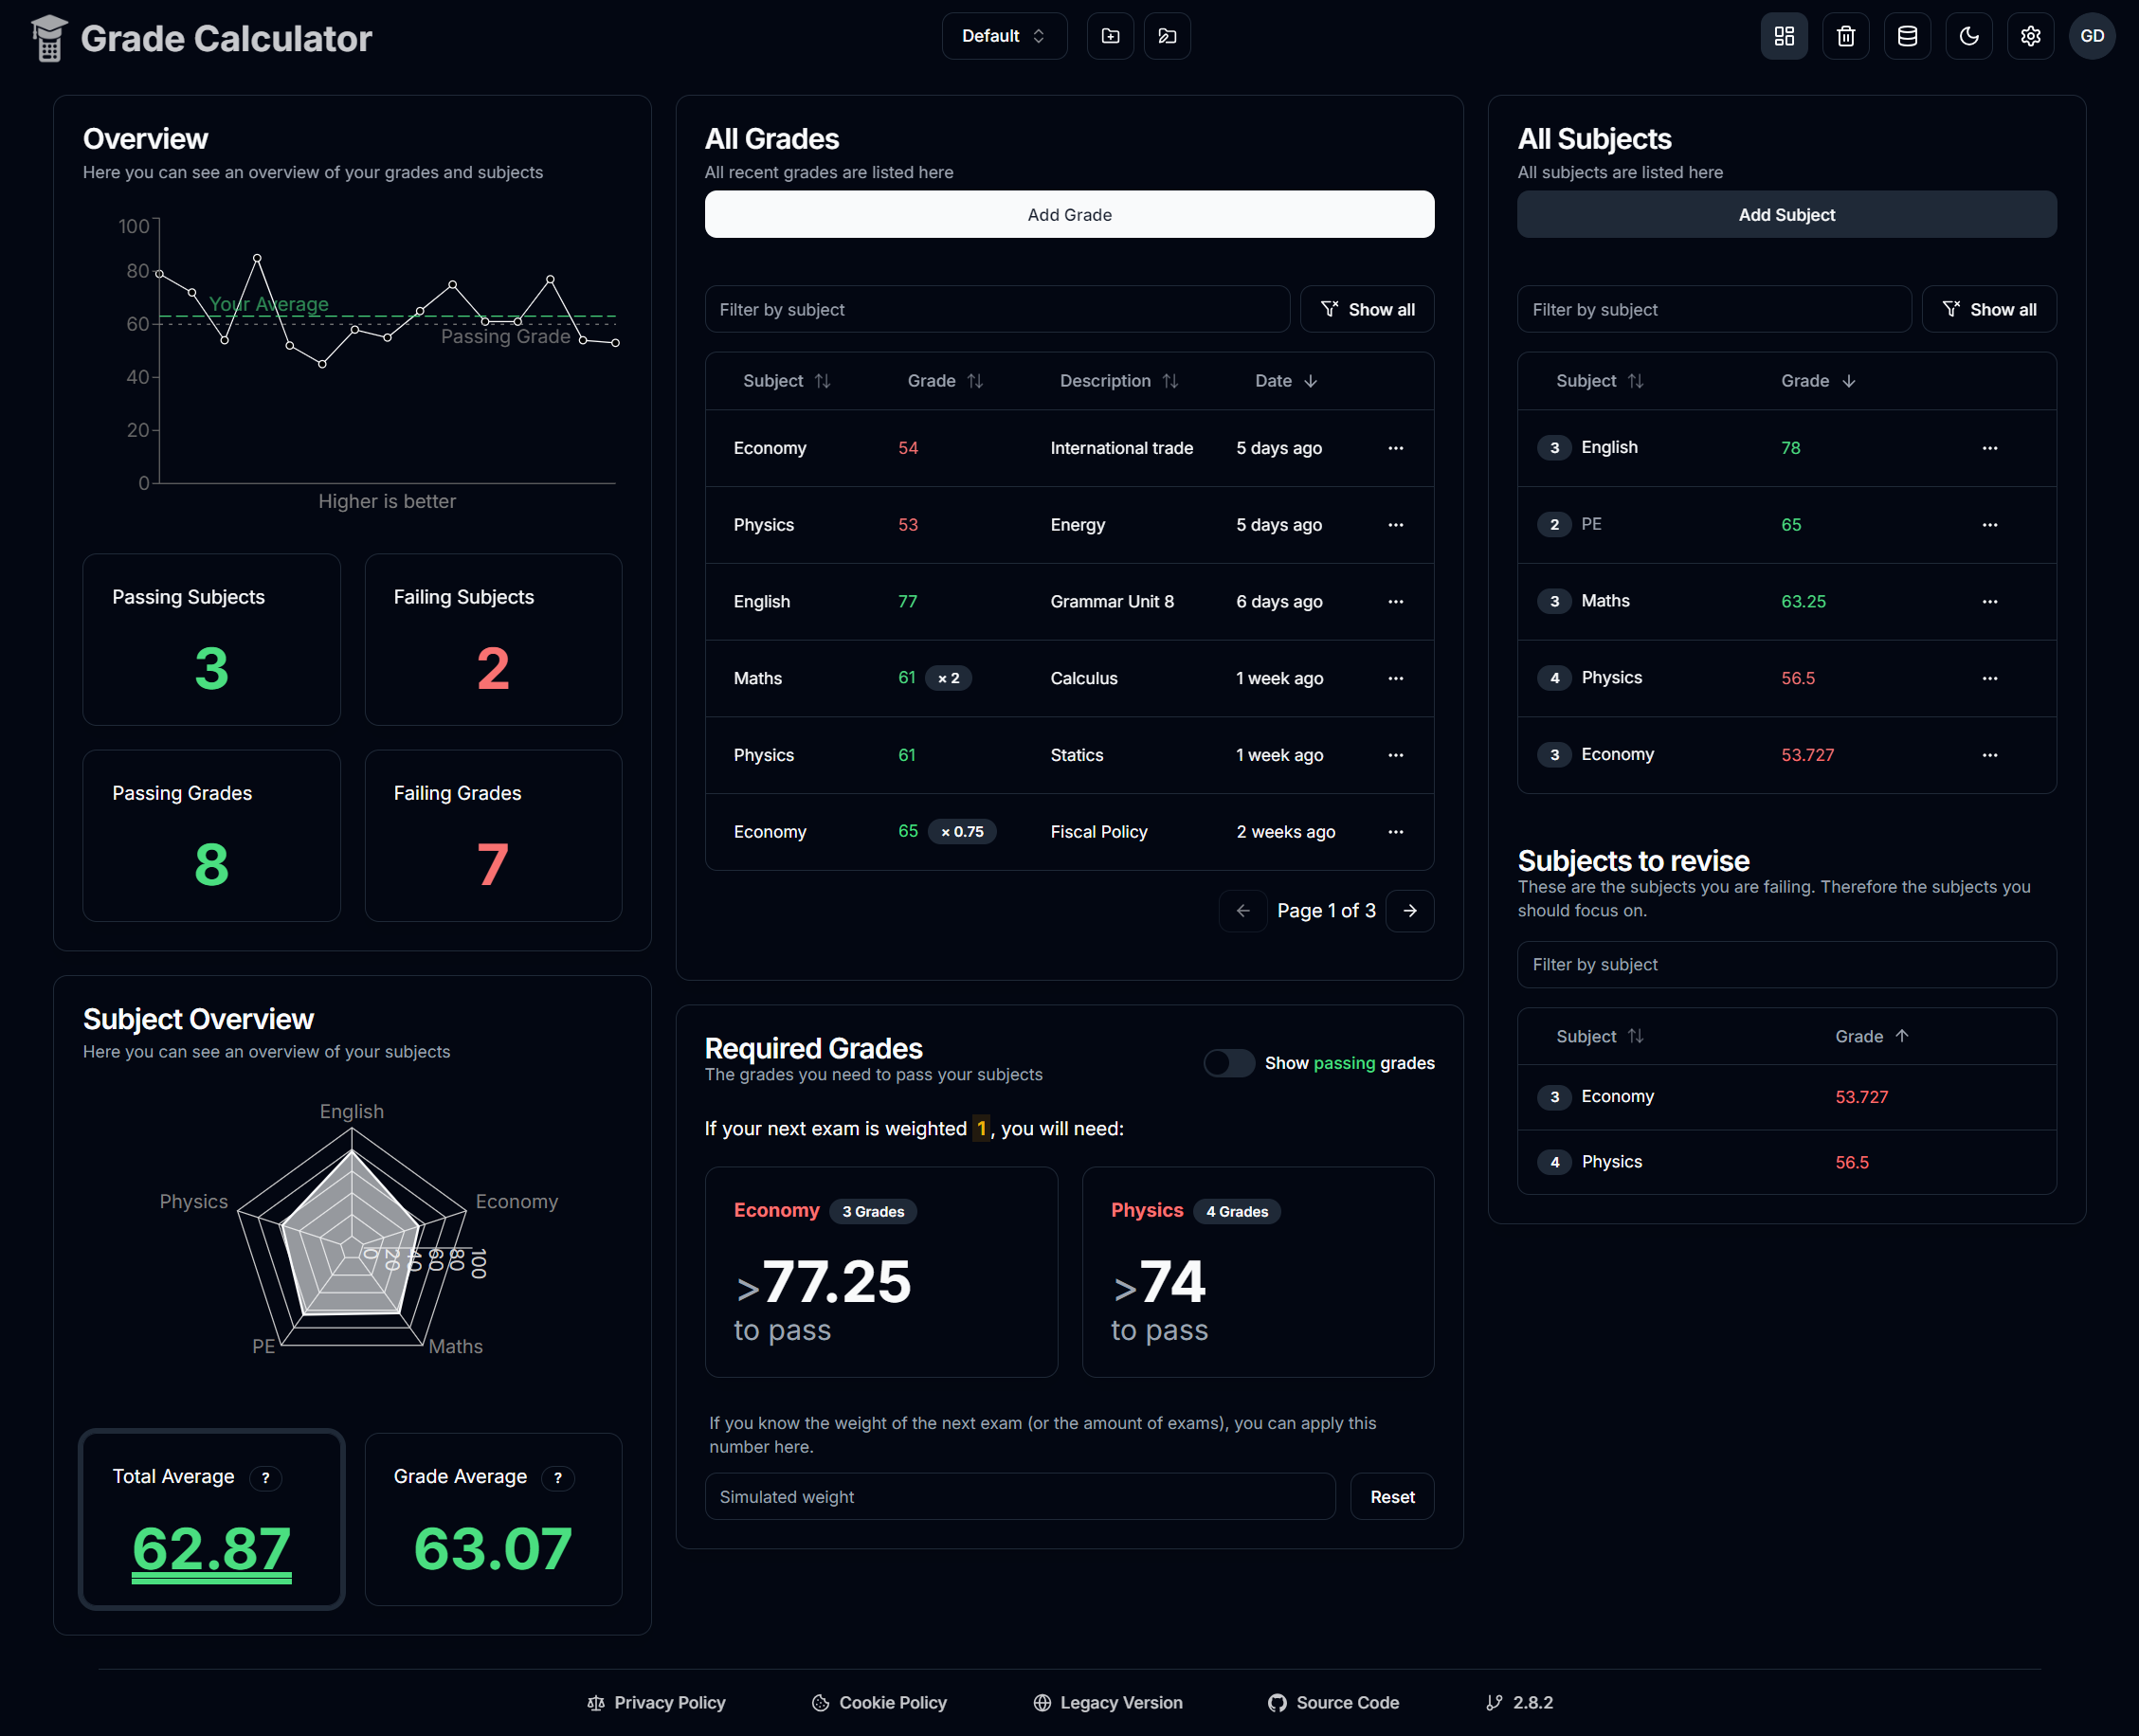 Grade Calculator
Default
GD
Overview
Here you can see an overview of your grades and subjects
100
80
60
40
20
0
Your Average
Passing Grade
Higher is better
Passing Subjects
3
Failing Subjects
2
Passing Grades
8
Failing Grades
7
Subject Overview
Here you can see an overview of your subjects
English
Physics
Economy
PE
Maths
0
20
40
60
80
100
Total Average ?
62.87
Grade Average ?
63.07
All Grades
All recent grades are listed here
Add Grade
Filter by subject
Show all
Subject Grade Description Date
Economy 54 International trade 5 days ago
Physics 53 Energy 5 days ago
English 77 Grammar Unit 8 6 days ago
Maths 61 × 2 Calculus 1 week ago
Physics 61 Statics 1 week ago
Economy 65 × 0.75 Fiscal Policy 2 weeks ago
Page 1 of 3
Required Grades
The grades you need to pass your subjects
Show passing grades
If your next exam is weighted 1, you will need:
Economy 3 Grades
>77.25
to pass
Physics 4 Grades
>74
to pass
If you know the weight of the next exam (or the amount of exams), you can apply this
number here.
Simulated weight
Reset
All Subjects
All subjects are listed here
Add Subject
Filter by subject
Show all
Subject Grade
3 English 78
2 PE 65
3 Maths 63.25
4 Physics 56.5
3 Economy 53.727
Subjects to revise
These are the subjects you are failing. Therefore the subjects you
should focus on.
Filter by subject
Subject Grade
3 Economy 53.727
4 Physics 56.5
Privacy Policy
Cookie Policy
Legacy Version
Source Code
2.8.2